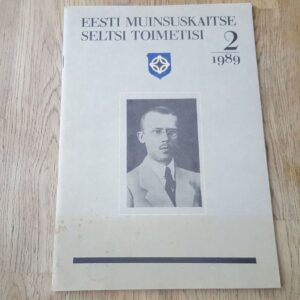 EESTI MUINSUSKAITSE
SELTSI TOIMETISI
2
1989